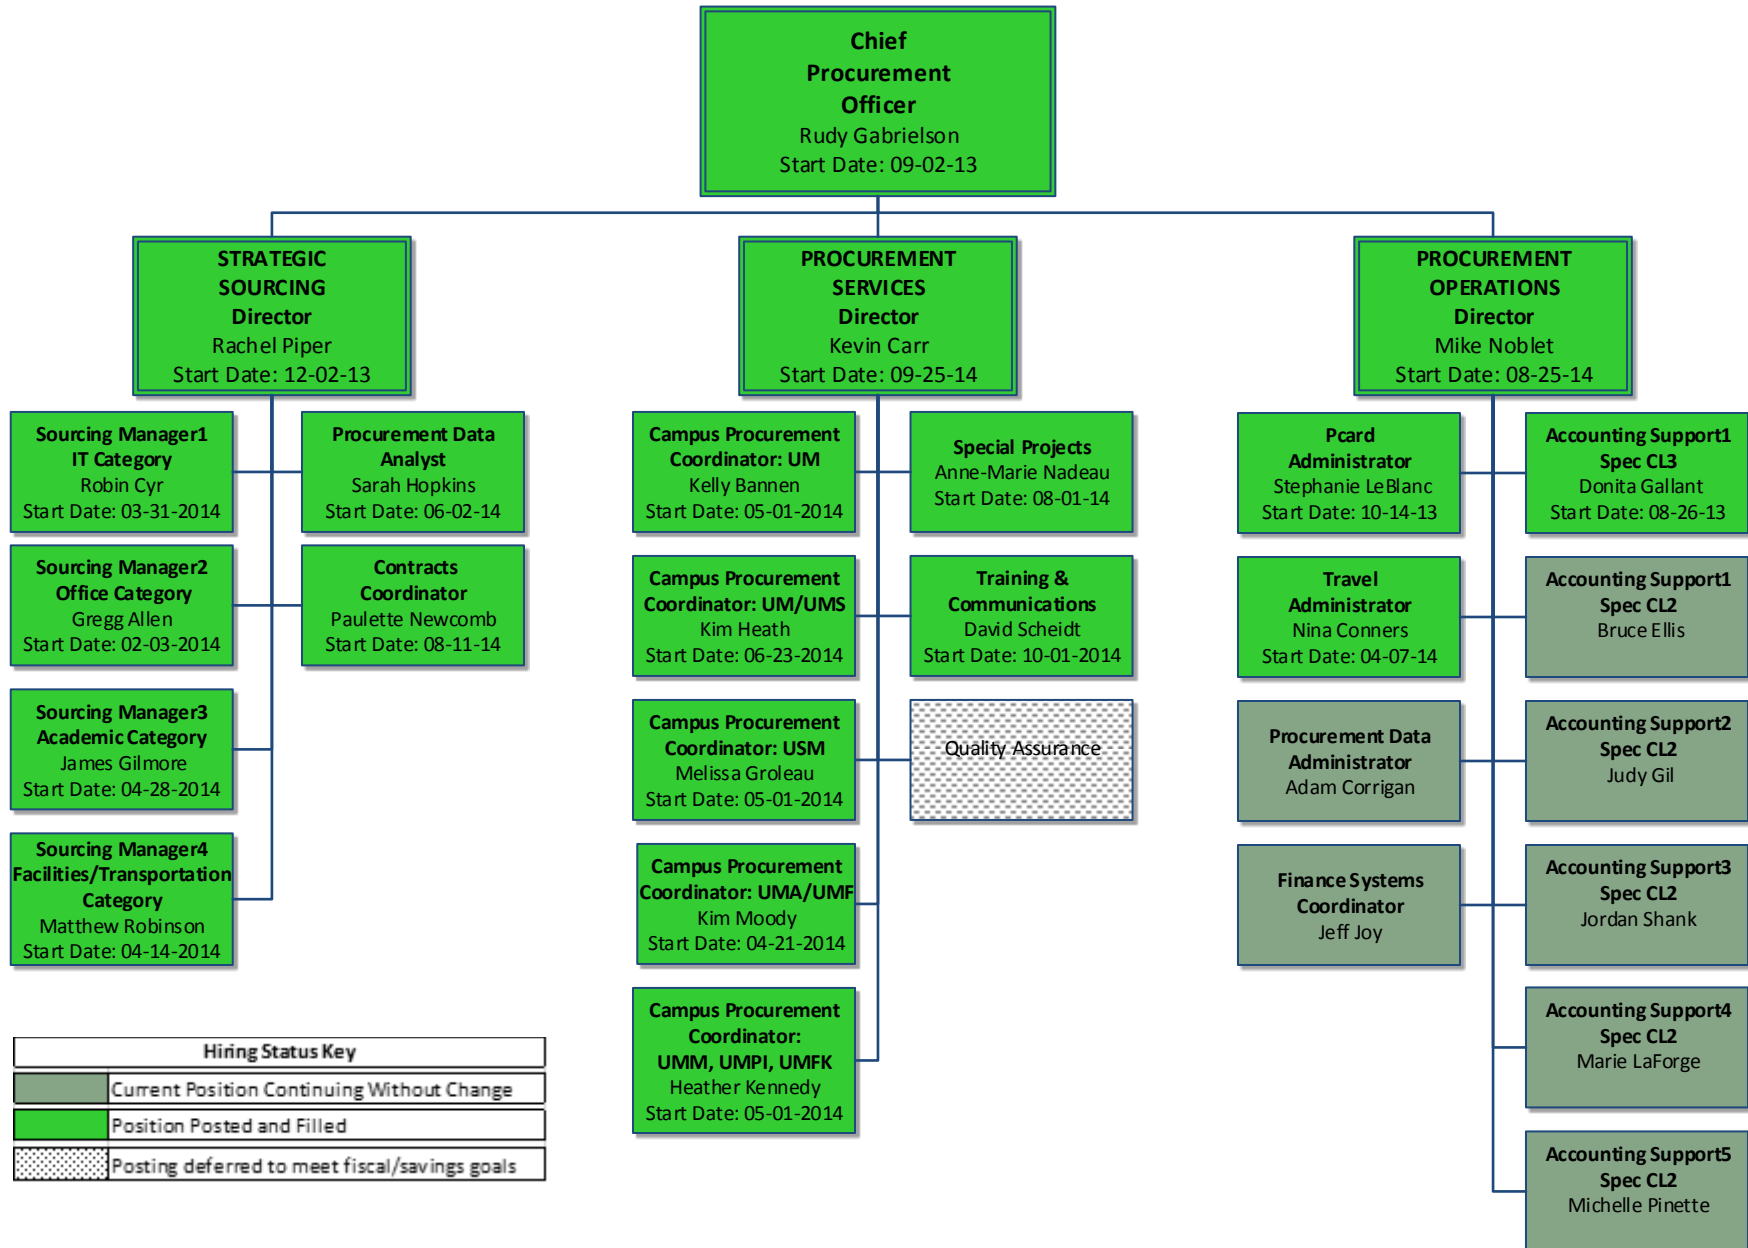 Chief
Procurement
Officer
Rudy Gabrielson
Start Date: 09-02-13
STRATEGIC
SOURCING
Director
Rachel Piper
Start Date: 12-02-13
PROCUREMENT
SERVICES
Director
Kevin Carr
Start Date: 09-25-14
PROCUREMENT
OPERATIONS
Director
Mike Noblet
Start Date: 08-25-14
Sourcing Manager1
IT Category
Robin Cyr
Start Date: 03-31-2014
Procurement Data
Analyst
Sarah Hopkins
Start Date: 06-02-14
Sourcing Manager2
Office Category
Gregg Allen
Start Date: 02-03-2014
Contracts
Coordinator
Paulette Newcomb
Start Date: 08-11-14
Sourcing Manager3
Academic Category
James Gilmore
Start Date: 04-28-2014
Sourcing Manager4
Facilities/Transportation
Category
Matthew Robinson
Start Date: 04-14-2014
Campus Procurement
Coordinator: UM
Kelly Bannen
Start Date: 05-01-2014
Special Projects
Anne-Marie Nadeau
Start Date: 08-01-14
Campus Procurement
Coordinator: UM/UMS
Kim Heath
Start Date: 06-23-2014
Training &
Communications
David Scheidt
Start Date: 10-01-2014
Campus Procurement
Coordinator: USM
Melissa Groleau
Start Date: 05-01-2014
Quality Assurance
Campus Procurement
Coordinator: UMA/UMF
Kim Moody
Start Date: 04-21-2014
Campus Procurement
Coordinator:
UMM, UMPI, UMFK
Heather Kennedy
Start Date: 05-01-2014
Pcard
Administrator
Stephanie LeBlanc
Start Date: 10-14-13
Accounting Support1
Spec CL3
Donita Gallant
Start Date: 08-26-13
Travel
Administrator
Nina Conners
Start Date: 04-07-14
Accounting Support1
Spec CL2
Bruce Ellis
Procurement Data
Administrator
Adam Corrigan
Accounting Support2
Spec CL2
Judy Gil
Finance Systems
Coordinator
Jeff Joy
Accounting Support3
Spec CL2
Jordan Shank
Accounting Support4
Spec CL2
Marie LaForge
Accounting Support5
Spec CL2
Michelle Pinette
Hiring Status Key
Current Position Continuing Without Change
Position Posted and Filled
Posting deferred to meet fiscal/savings goals